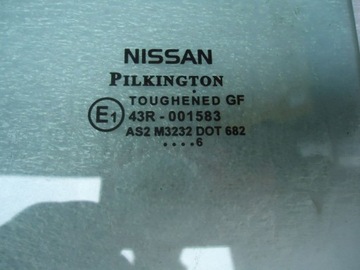 NISSAN
PILKINGTON
TOUGHENED GF
E1 43R - 001583
AS2 M3232 DOT 682
....6